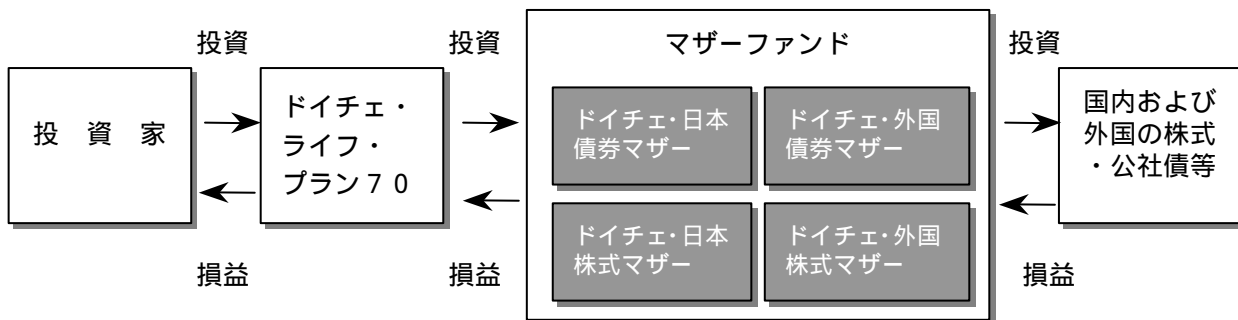 投資
投資
マザーファンド
投資
投 資 家
ドイチェ・
ライフ・
プラン７０
ドイチェ・日本
債券マザー
ドイチェ・外国
債券マザー
ドイチェ・日本
株式マザー
ドイチェ・外国
株式マザー
国内および
外国の株式
・公社債等
損益
損益
損益